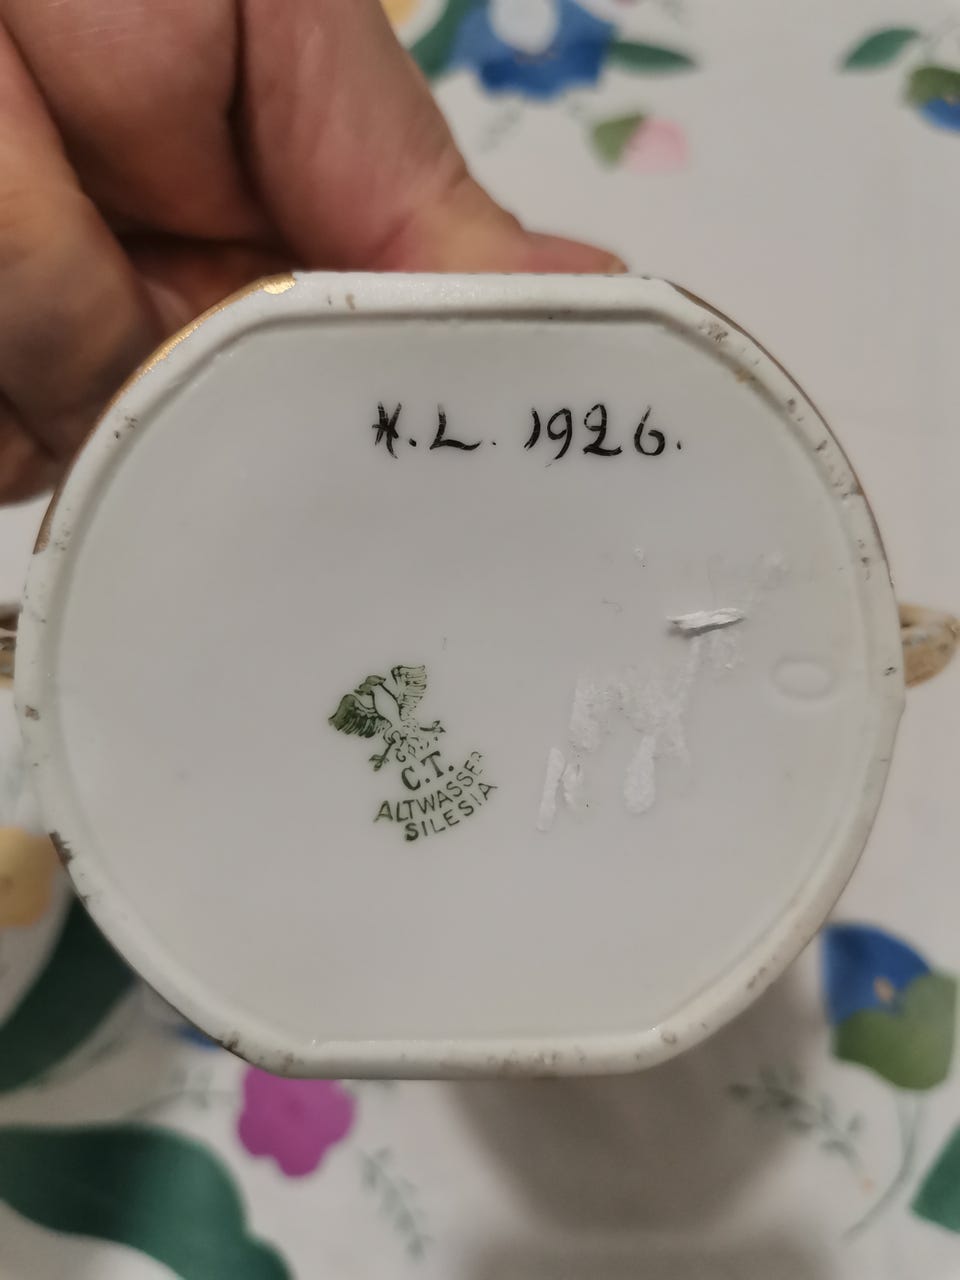 H.L. 1926.
C.T.
ALTWASSER
SILESIA